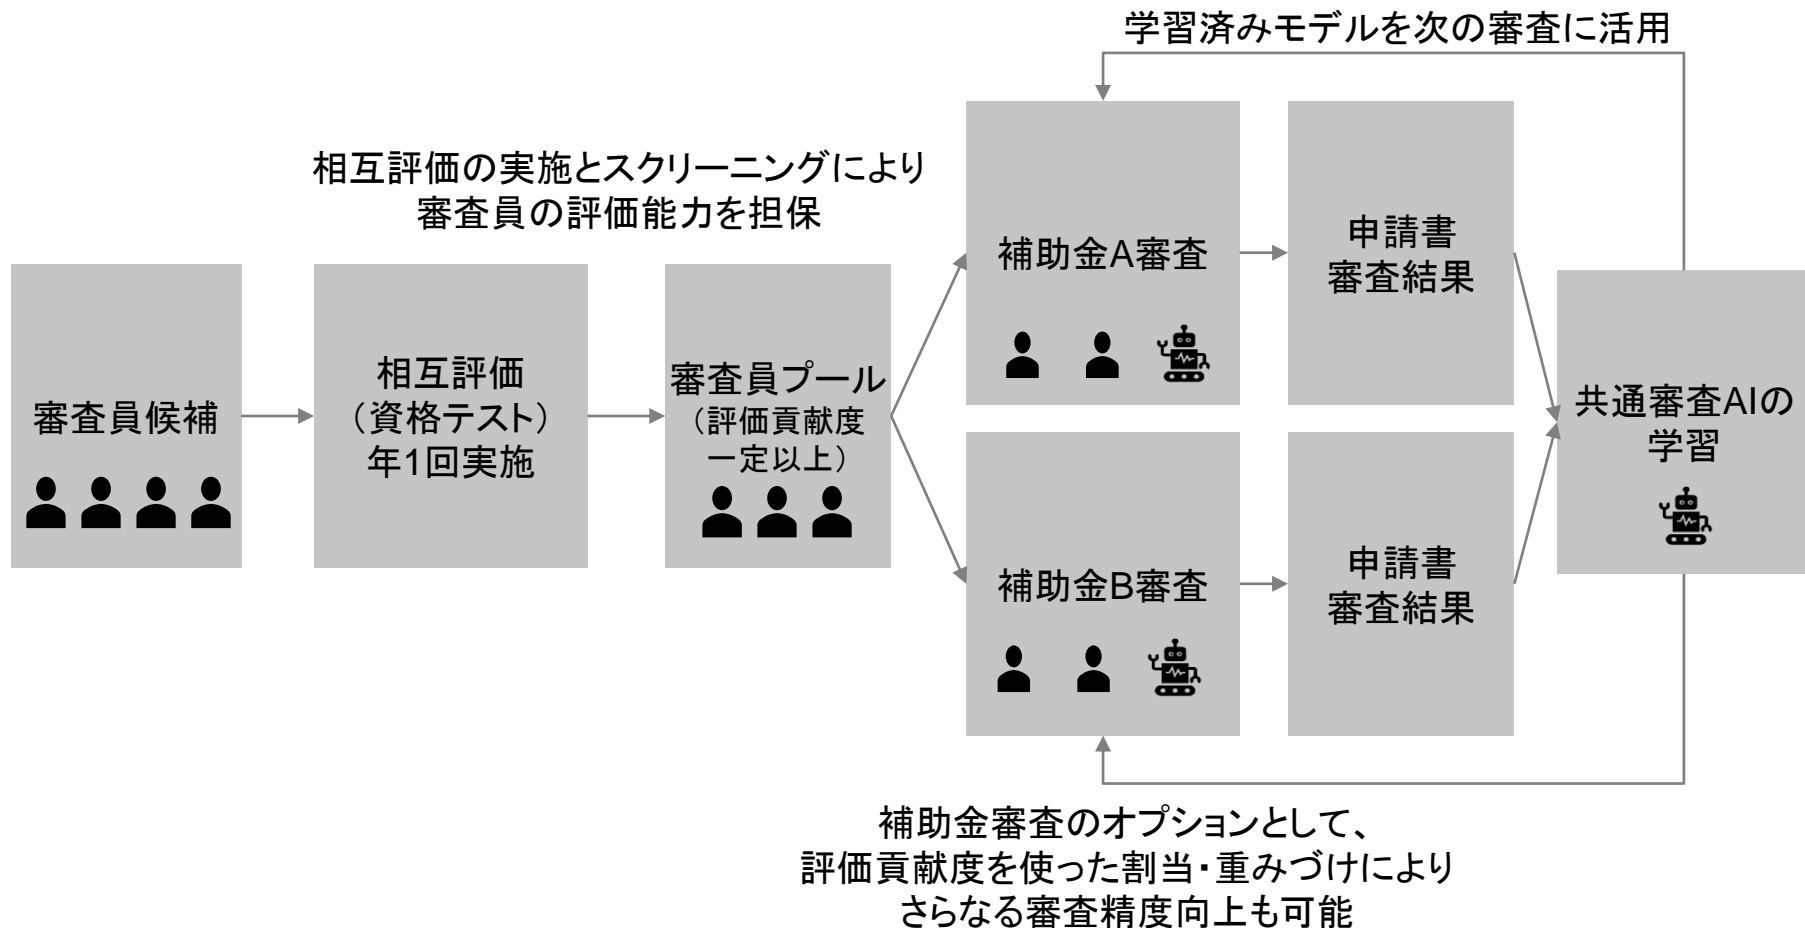 学習済みモデルを次の審査に活用
相互評価の実施とスクリーニングにより
審査員の評価能力を担保
審査員候補
相互評価
（資格テスト）
年1回実施
審査員プール
（評価貢献度
一定以上）
補助金A審査
申請書
審査結果
補助金B審査
申請書
審査結果
共通審査AIの
学習
補助金審査のオプションとして、
評価貢献度を使った割当・重みづけにより
さらなる審査精度向上も可能